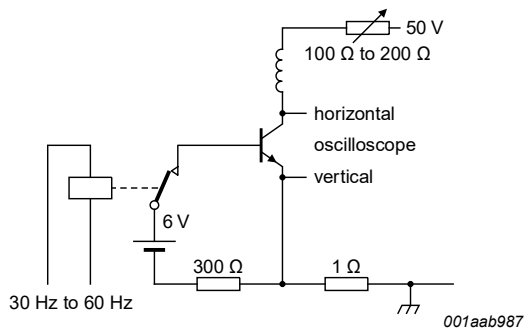 50 V
100 Ω to 200 Ω
horizontal
oscilloscope
vertical
6 V
300 Ω
1 Ω
30 Hz to 60 Hz
001aab987